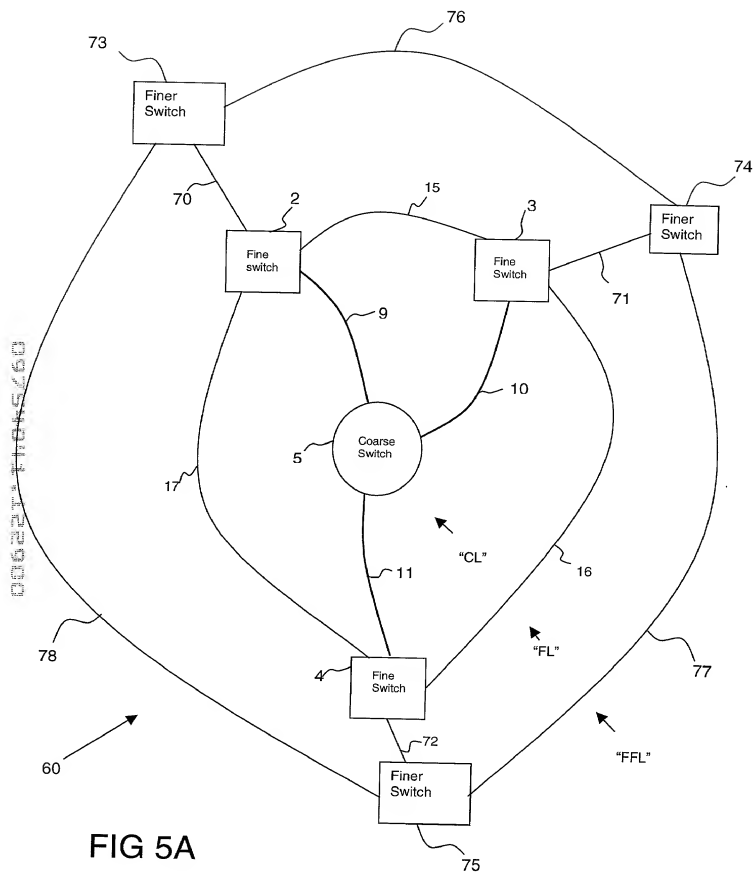 76
73
Finer
Switch
74
70
2
15
3
Finer
Switch
Fine
switch
Fine
Switch
71
9
10
5
Coarse
Switch
17
"CL"
16
11
"FL"
78
77
4
Fine
Switch
72
"FFL"
60
Finer
Switch
FIG 5A
75